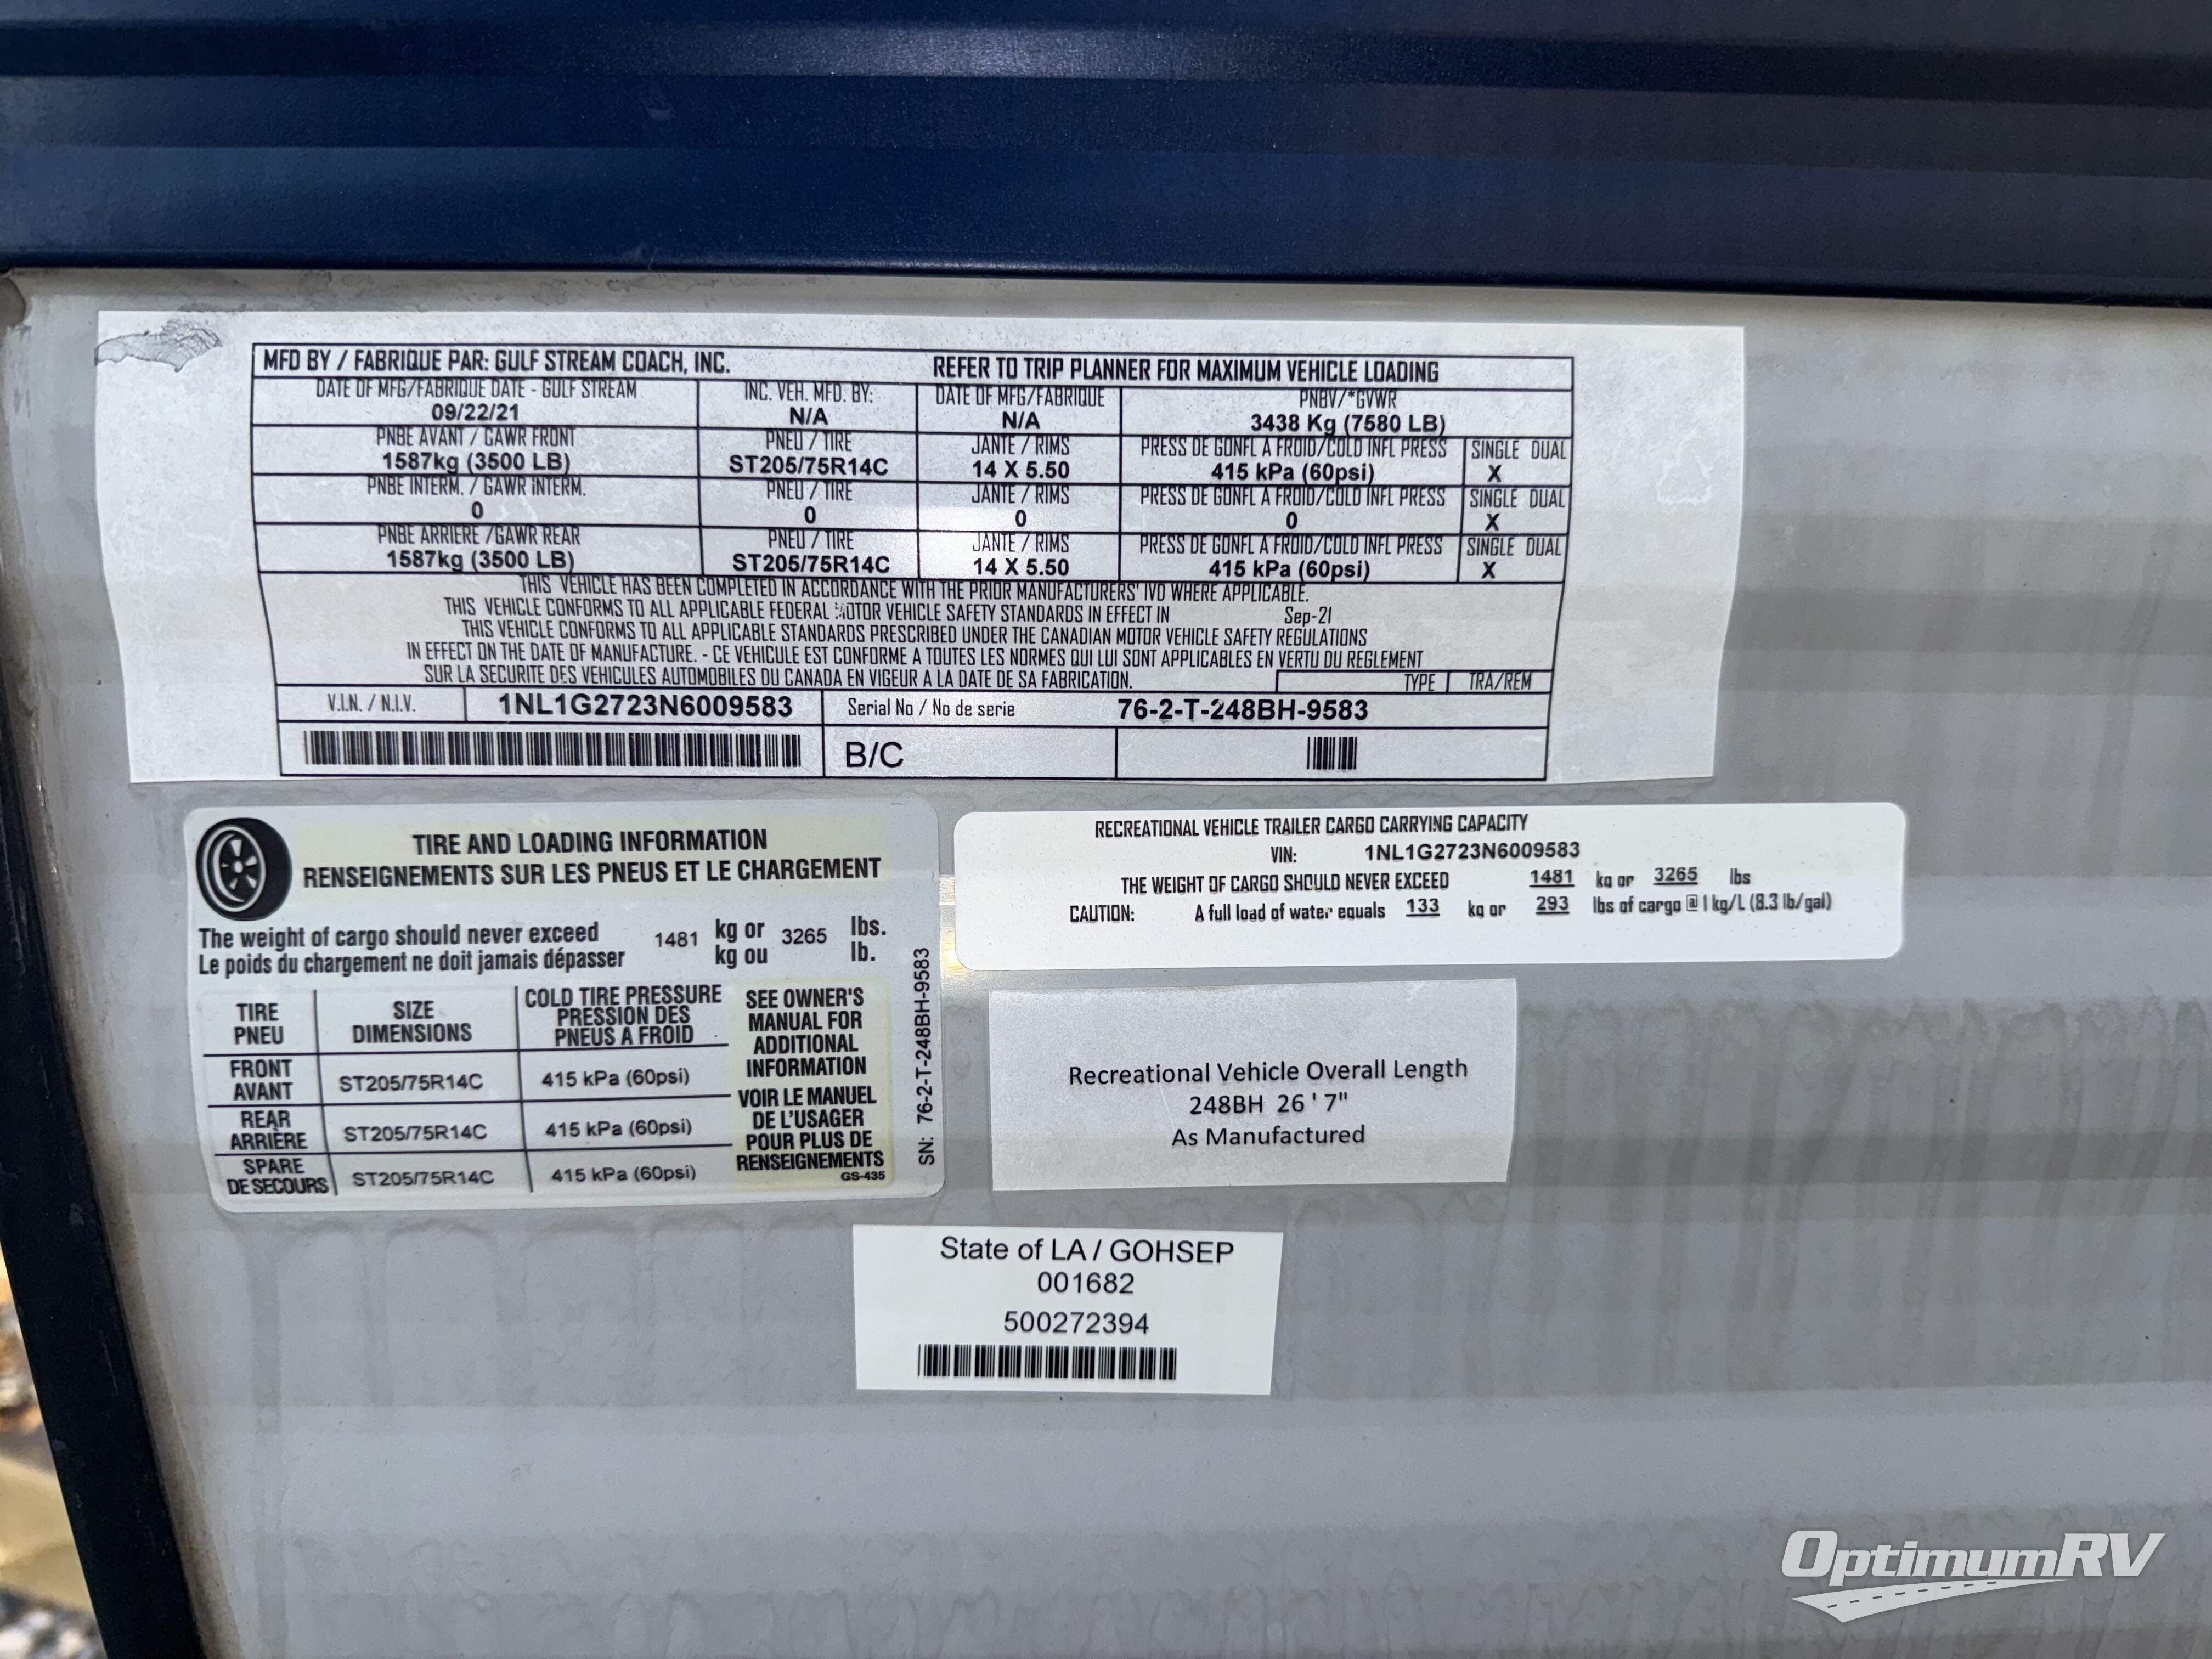 MFD BY / FABRIQUE PAR: GULF STREAM COACH, INC. REFER TO TRIP PLANNER FOR MAXIMUM VEHICLE LOADING
DATE OF MFG/FABRIQUE DATE - GULF STREAM INC. VEH. MFD. BY: DATE OF MFG/FABRIQUE PNBV/*GVWR
09/22/21 N/A N/A 3438 Kg (7580 LB)
PNBE AVANT / GAWR FRONT PNEU / TIRE JANTE / RIMS PRESS DE GONFL A FROID/COLD INFL PRESS SINGLE DUAL
1587kg (3500 LB) ST205/75R14C 14 X 5.50 415 kPa (60psi) X
PNBE INTERM. / GAWR INTERM. PNEU / TIRE JANTE / RIMS PRESS DE GONFL A FROID/COLD INFL PRESS SINGLE DUAL
0 0 0 0 X
PNBE ARRIERE /GAWR REAR PNEU / TIRE JANTE / RIMS PRESS DE GONFL A FROID/COLD INFL PRESS SINGLE DUAL
1587kg (3500 LB) ST205/75R14C 14 X 5.50 415 kPa (60psi) X
THIS VEHICLE HAS BEEN COMPLETED IN ACCORDANCE WITH THE PRIOR MANUFACTURERS' IVD WHERE APPLICABLE.
THIS VEHICLE CONFORMS TO ALL APPLICABLE FEDERAL MOTOR VEHICLE SAFETY STANDARDS IN EFFECT IN Sep-21
THIS VEHICLE CONFORMS TO ALL APPLICABLE STANDARDS PRESCRIBED UNDER THE CANADIAN MOTOR VEHICLE SAFETY REGULATIONS
IN EFFECT ON THE DATE OF MANUFACTURE. - CE VEHICULE EST CONFORME A TOUTES LES NORMES QUI LUI SONT APPLICABLES EN VERTU DU REGLEMENT
SUR LA SECURITE DES VEHICULES AUTOMOBILES DU CANADA EN VIGEUR A LA DATE DE SA FABRICATION. TYPE TRA/REM
V.I.N. / N.I.V. 1NL1G2723N6009583 Serial No / No de serie 76-2-T-248BH-9583
B/C
TIRE AND LOADING INFORMATION
RENSEIGNEMENTS SUR LES PNEUS ET LE CHARGEMENT
The weight of cargo should never exceed 1481 kg or 3265 lbs.
Le poids du chargement ne doit jamais dépasser kg ou lb.
TIRE SIZE COLD TIRE PRESSURE
PNEU DIMENSIONS PRESSION DES
PNEUS A FROID
FRONT
AVANT ST205/75R14C 415 kPa (60psi)
REAR
ARRIÈRE ST205/75R14C 415 kPa (60psi)
SPARE
DE SECOURS ST205/75R14C 415 kPa (60psi)
SEE OWNER'S
MANUAL FOR
ADDITIONAL
INFORMATION
VOIR LE MANUEL
DE L'USAGER
POUR PLUS DE
RENSEIGNEMENTS
GS-435
SN: 76-2-T-248BH-9583
RECREATIONAL VEHICLE TRAILER CARGO CARRYING CAPACITY
VIN: 1NL1G2723N6009583
THE WEIGHT OF CARGO SHOULD NEVER EXCEED 1481 kg or 3265 lbs
CAUTION: A full load of water equals 133 kg or 293 lbs of cargo @ 1 kg/L (8.3 lb/gal)
Recreational Vehicle Overall Length
248BH 26 ' 7"
As Manufactured
State of LA / GOHSEP
001682
500272394
OptimumRV